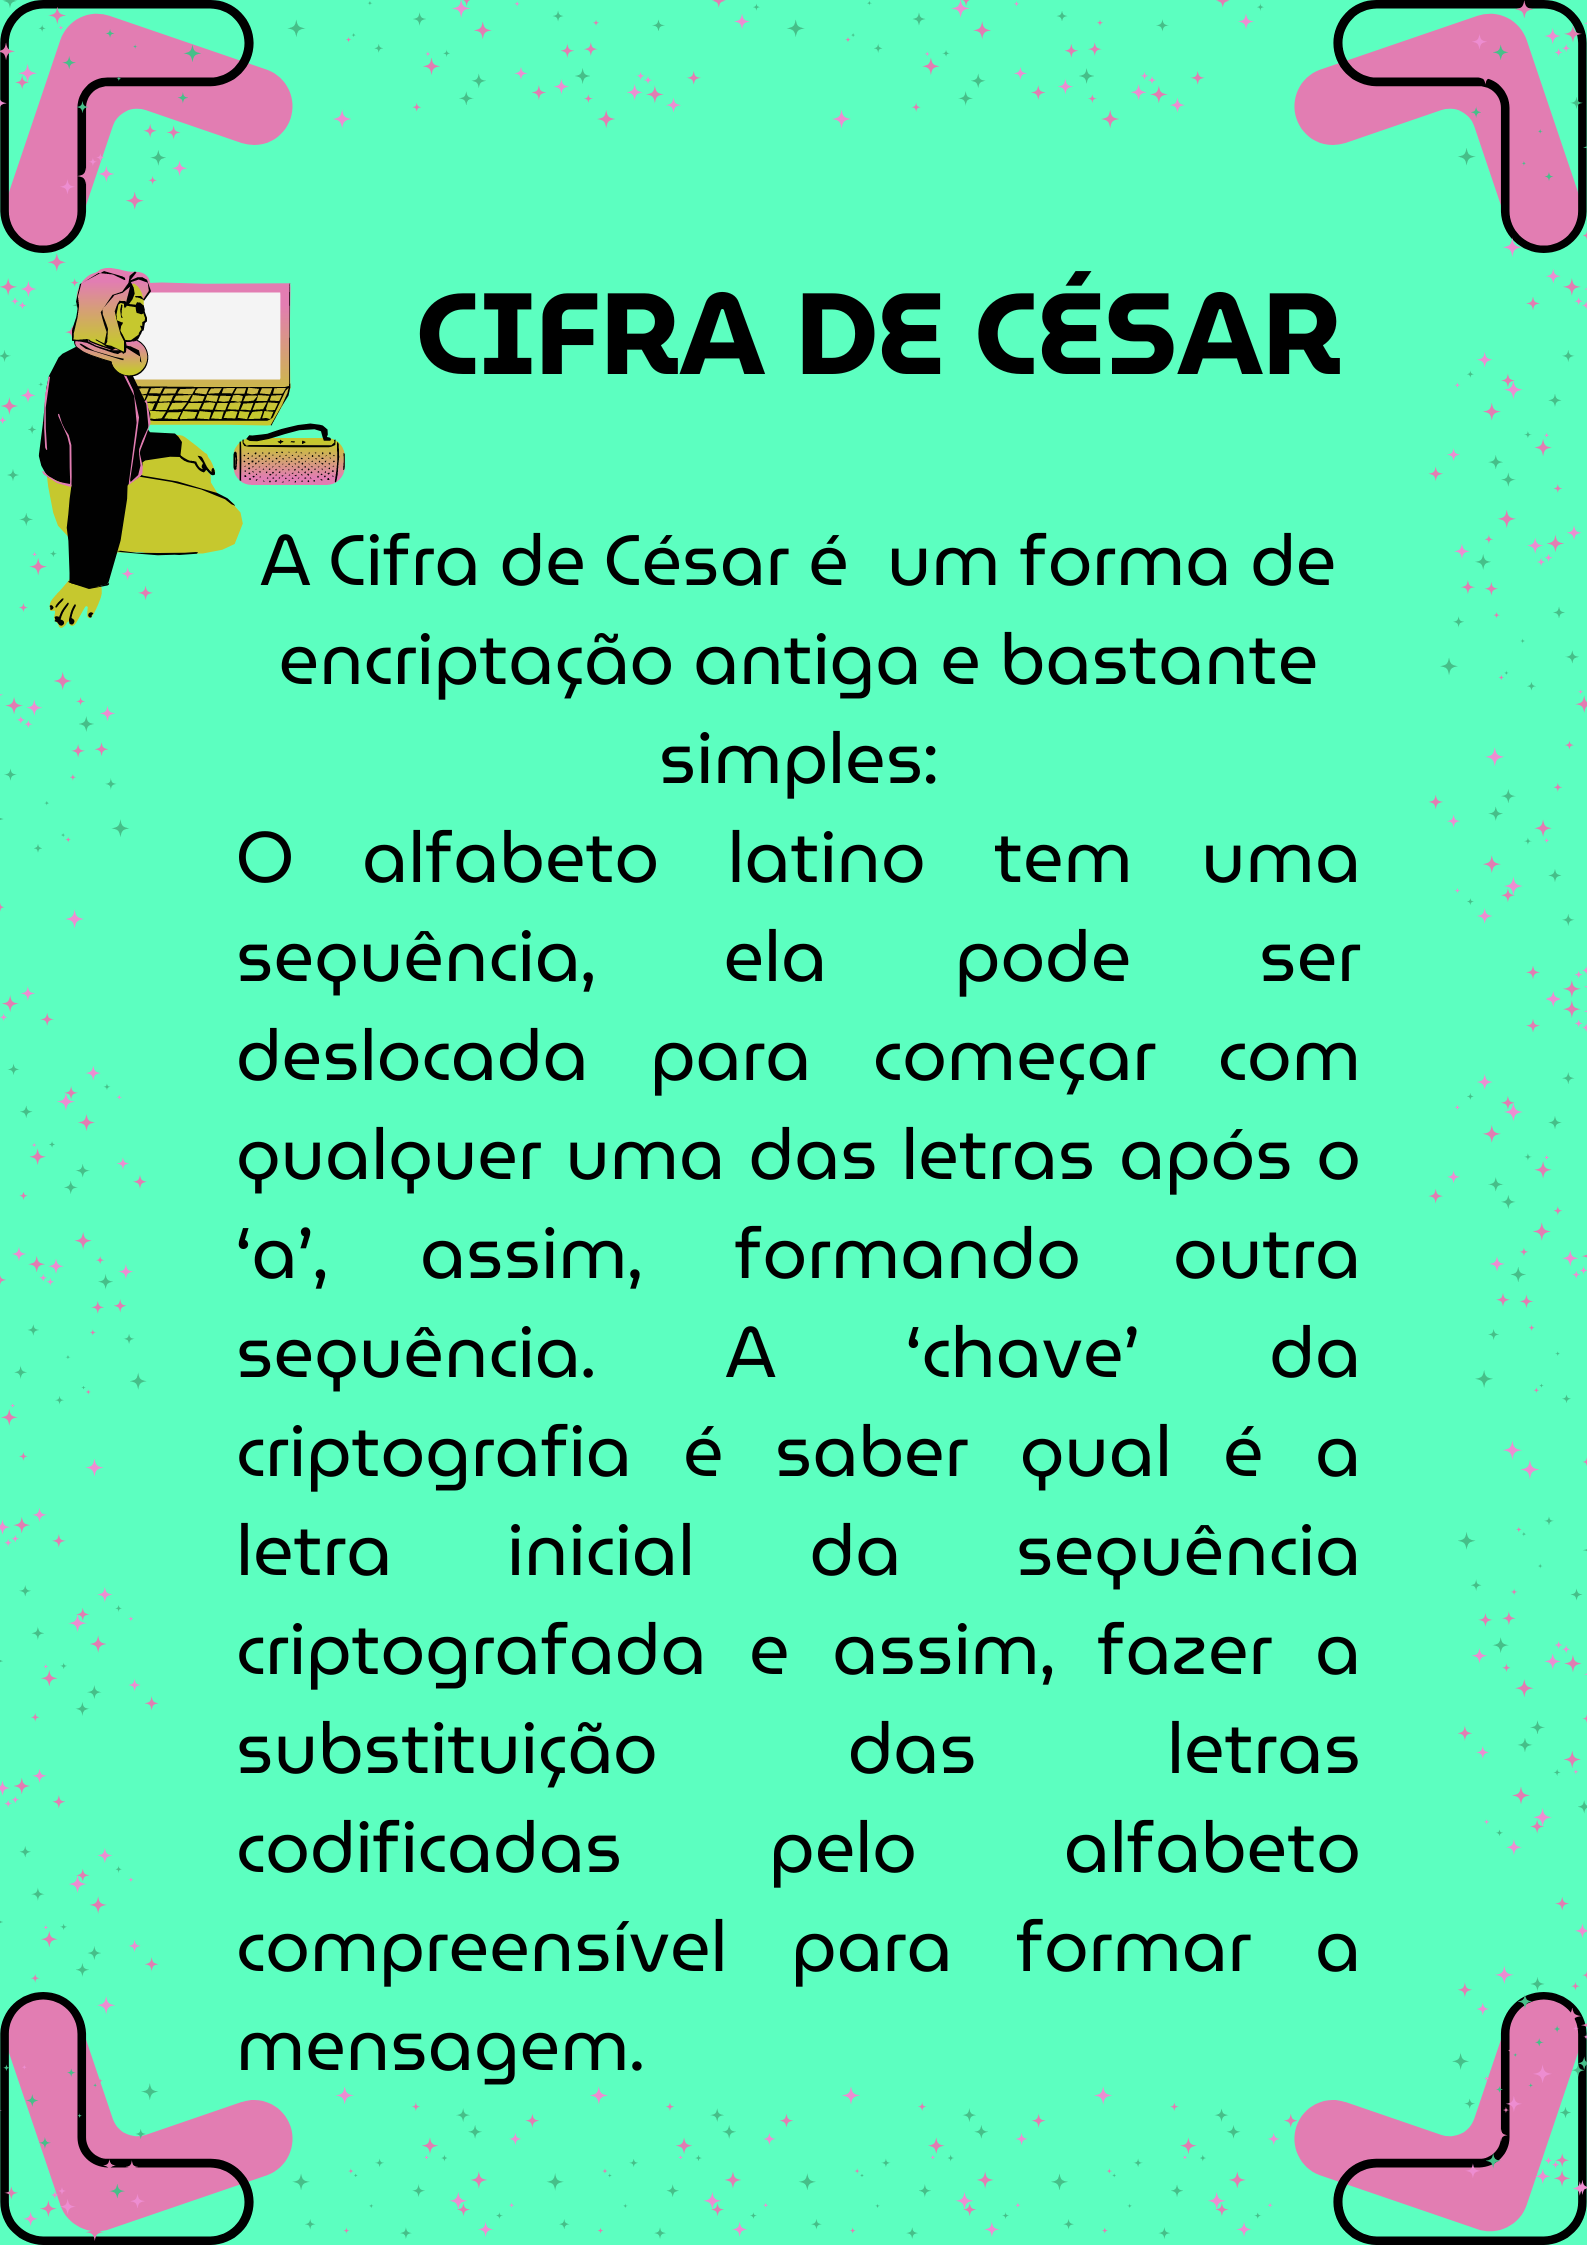 CIFRA DE CÉSAR
A Cifra de César é um forma de
encriptação antiga e bastante
simples:
O alfabeto latino tem uma
sequência, ela pode ser
deslocada para começar com
qualquer uma das letras após o
‘a’, assim, formando outra
sequência. A ‘chave’ da
criptografia é saber qual é a
letra inicial da sequência
criptografada e assim, fazer a
substituição das letras
codificadas pelo alfabeto
compreensível para formar a
mensagem.